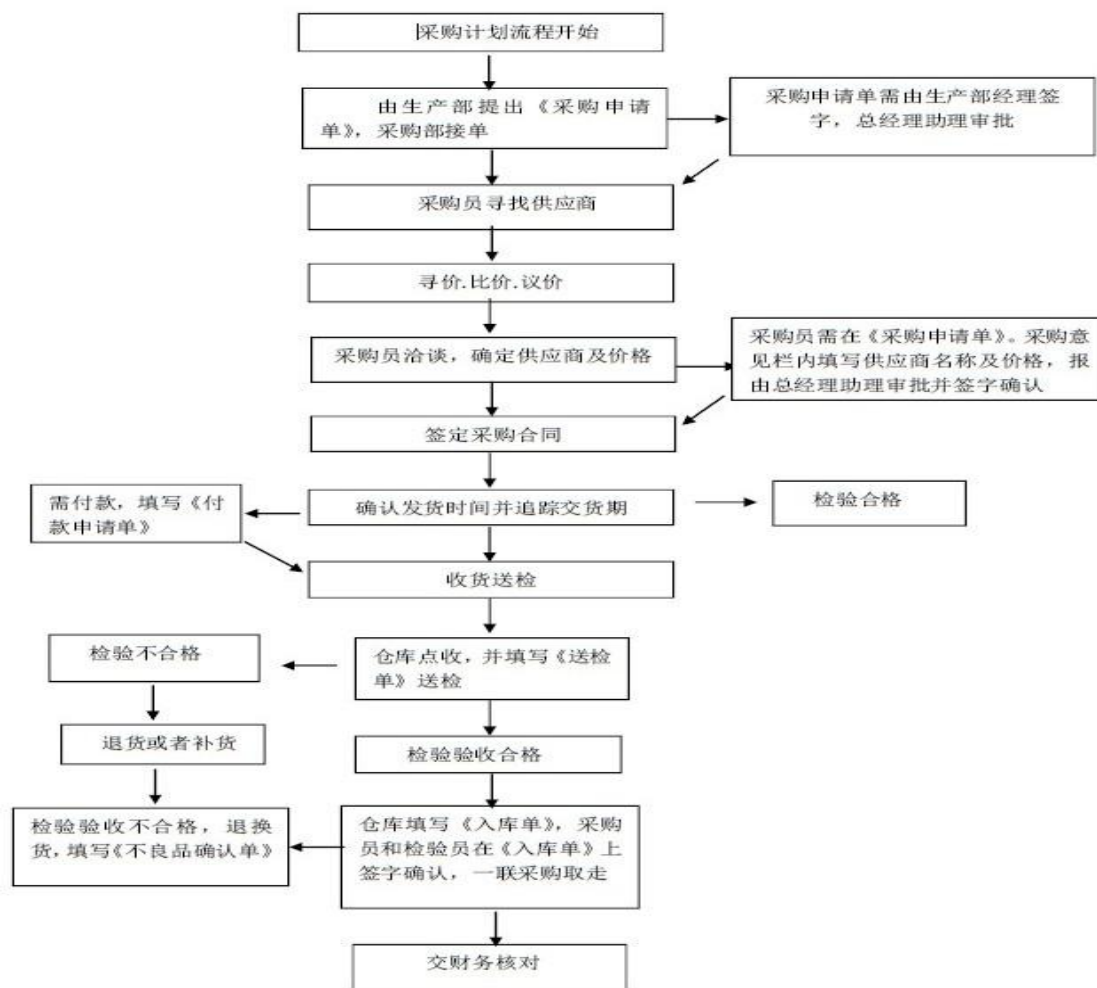 采购计划流程开始
由生产部提出《采购申请
单》，采购部接单
采购申请单需由生产部经理签
字，总经理助理审批
采购员寻找供应商
寻价.比价.议价
采购员洽谈，确定供应商及价格
采购员需在《采购申请单》。采购意
见栏内填写供应商名称及价格，报
由总经理助理审批并签字确认
签定采购合同
需付款，填写《付
款申请单》
确认发货时间并追踪交货期
检验合格
收货送检
检验不合格
仓库点收，并填写《送检
单》送检
退货或者补货
检验验收合格
检验验收不合格，退换
货，填写《不良品确认单》
仓库填写《入库单》，采购
员和检验员在《入库单》上
签字确认，一联采购取走
交财务核对